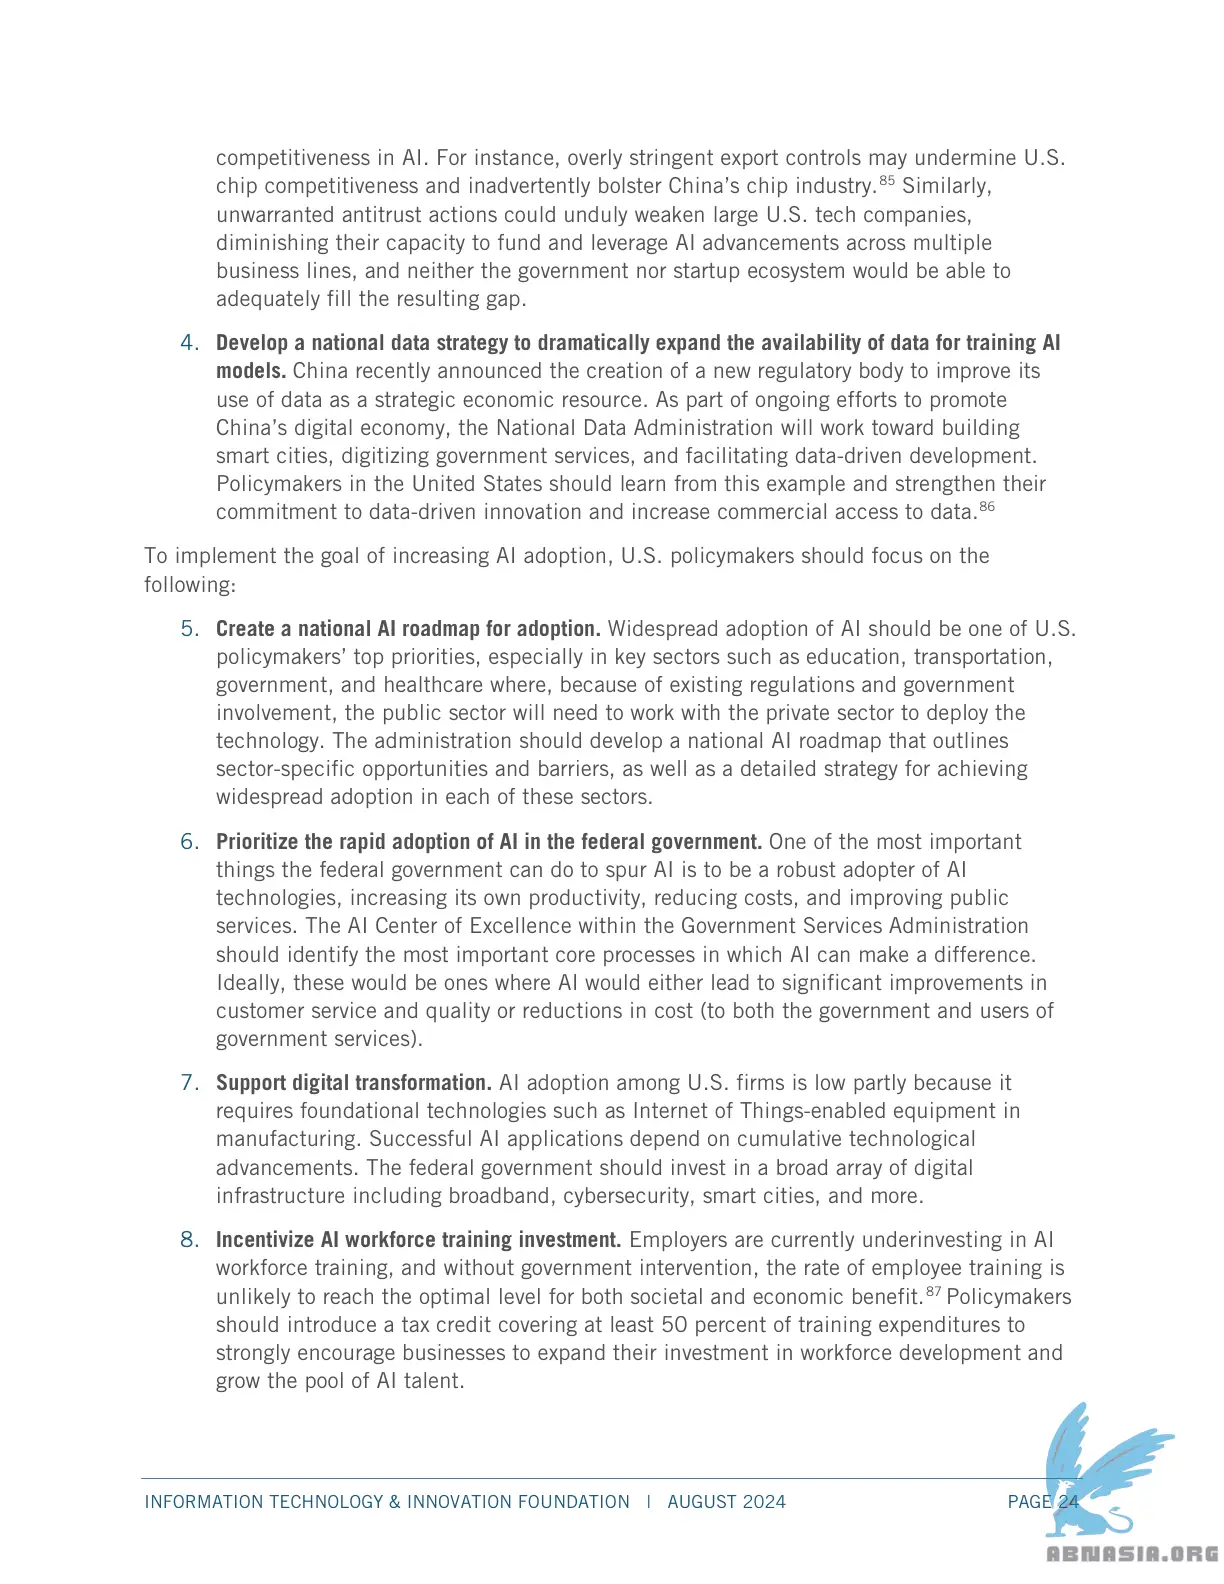 competitiveness in AI. For instance, overly stringent export controls may undermine U.S.
chip competitiveness and inadvertently bolster China’s chip industry.85 Similarly,
unwarranted antitrust actions could unduly weaken large U.S. tech companies,
diminishing their capacity to fund and leverage AI advancements across multiple
business lines, and neither the government nor startup ecosystem would be able to
adequately fill the resulting gap.
4. Develop a national data strategy to dramatically expand the availability of data for training AI
models. China recently announced the creation of a new regulatory body to improve its
use of data as a strategic economic resource. As part of ongoing efforts to promote
China’s digital economy, the National Data Administration will work toward building
smart cities, digitizing government services, and facilitating data-driven development.
Policymakers in the United States should learn from this example and strengthen their
commitment to data-driven innovation and increase commercial access to data.86
To implement the goal of increasing AI adoption, U.S. policymakers should focus on the
following:
5. Create a national AI roadmap for adoption. Widespread adoption of AI should be one of U.S.
policymakers’ top priorities, especially in key sectors such as education, transportation,
government, and healthcare where, because of existing regulations and government
involvement, the public sector will need to work with the private sector to deploy the
technology. The administration should develop a national AI roadmap that outlines
sector-specific opportunities and barriers, as well as a detailed strategy for achieving
widespread adoption in each of these sectors.
6. Prioritize the rapid adoption of AI in the federal government. One of the most important
things the federal government can do to spur AI is to be a robust adopter of AI
technologies, increasing its own productivity, reducing costs, and improving public
services. The AI Center of Excellence within the Government Services Administration
should identify the most important core processes in which AI can make a difference.
Ideally, these would be ones where AI would either lead to significant improvements in
customer service and quality or reductions in cost (to both the government and users of
government services).
7. Support digital transformation. AI adoption among U.S. firms is low partly because it
requires foundational technologies such as Internet of Things-enabled equipment in
manufacturing. Successful AI applications depend on cumulative technological
advancements. The federal government should invest in a broad array of digital
infrastructure including broadband, cybersecurity, smart cities, and more.
8. Incentivize AI workforce training investment. Employers are currently underinvesting in AI
workforce training, and without government intervention, the rate of employee training is
unlikely to reach the optimal level for both societal and economic benefit.87 Policymakers
should introduce a tax credit covering at least 50 percent of training expenditures to
strongly encourage businesses to expand their investment in workforce development and
grow the pool of AI talent.
INFORMATION TECHNOLOGY & INNOVATION FOUNDATION | AUGUST 2024 PAGE 24
ABNASIA.ORG